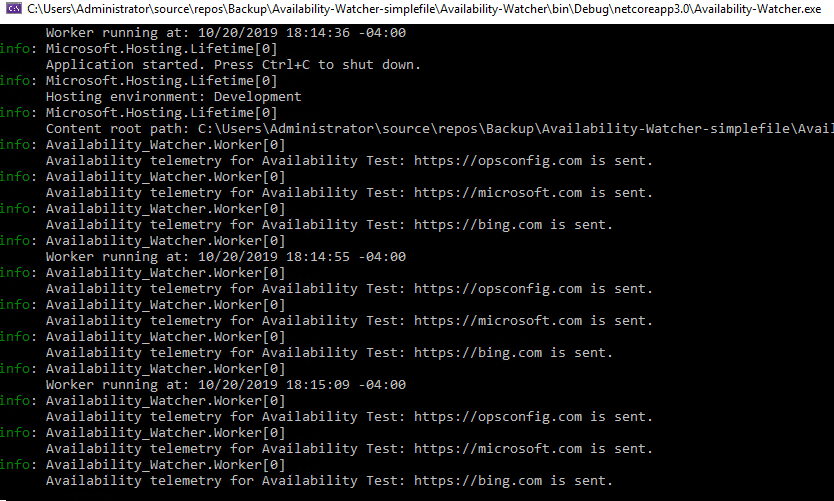 C:\Users\Administrator\source\repos\Backup\Availability-Watcher-simplefile\Availability-Watcher\bin\Debug\netcoreapp3.0\Availability-Watcher.exe
Worker running at: 10/20/2019 18:14:36 -04:00
info: Microsoft.Hosting.Lifetime[0]
Application started. Press Ctrl+C to shut down.
info: Microsoft.Hosting.Lifetime[0]
Hosting environment: Development
info: Microsoft.Hosting.Lifetime[0]
Content root path: C:\Users\Administrator\source\repos\Backup\Availability-Watcher-simplefile\Avail
info: Availability_Watcher.Worker[0]
Availability telemetry for Availability Test: https://opsconfig.com is sent.
info: Availability_Watcher.Worker[0]
Availability telemetry for Availability Test: https://microsoft.com is sent.
info: Availability_Watcher.Worker[0]
Availability telemetry for Availability Test: https://bing.com is sent.
info: Availability_Watcher.Worker[0]
Worker running at: 10/20/2019 18:14:55 -04:00
info: Availability_Watcher.Worker[0]
Availability telemetry for Availability Test: https://opsconfig.com is sent.
info: Availability_Watcher.Worker[0]
Availability telemetry for Availability Test: https://microsoft.com is sent.
info: Availability_Watcher.Worker[0]
Availability telemetry for Availability Test: https://bing.com is sent.
info: Availability_Watcher.Worker[0]
Worker running at: 10/20/2019 18:15:09 -04:00
info: Availability_Watcher.Worker[0]
Availability telemetry for Availability Test: https://opsconfig.com is sent.
info: Availability_Watcher.Worker[0]
Availability telemetry for Availability Test: https://microsoft.com is sent.
info: Availability_Watcher.Worker[0]
Availability telemetry for Availability Test: https://bing.com is sent.